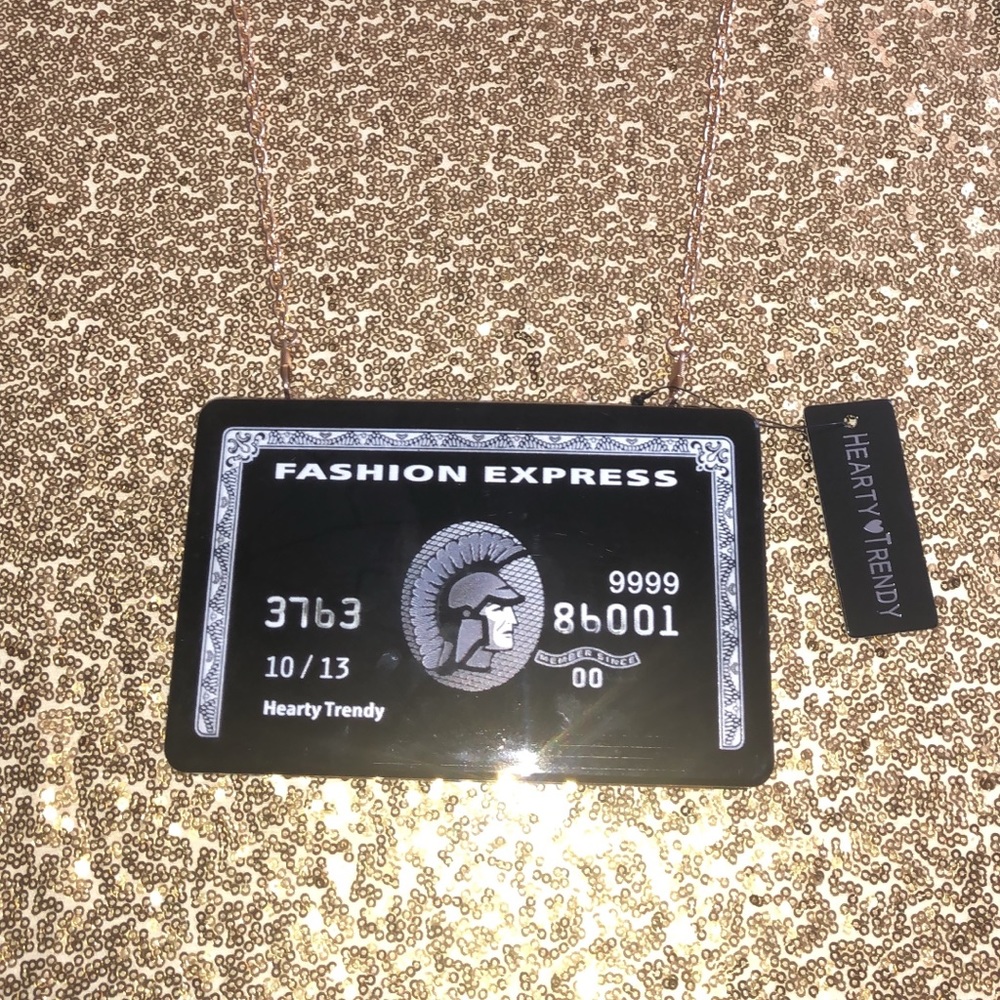 FASHION EXPRESS
9999
3763 86001
MEMBER SINCE
10/13 00
Hearty Trendy
HEARTY♥TRENDY